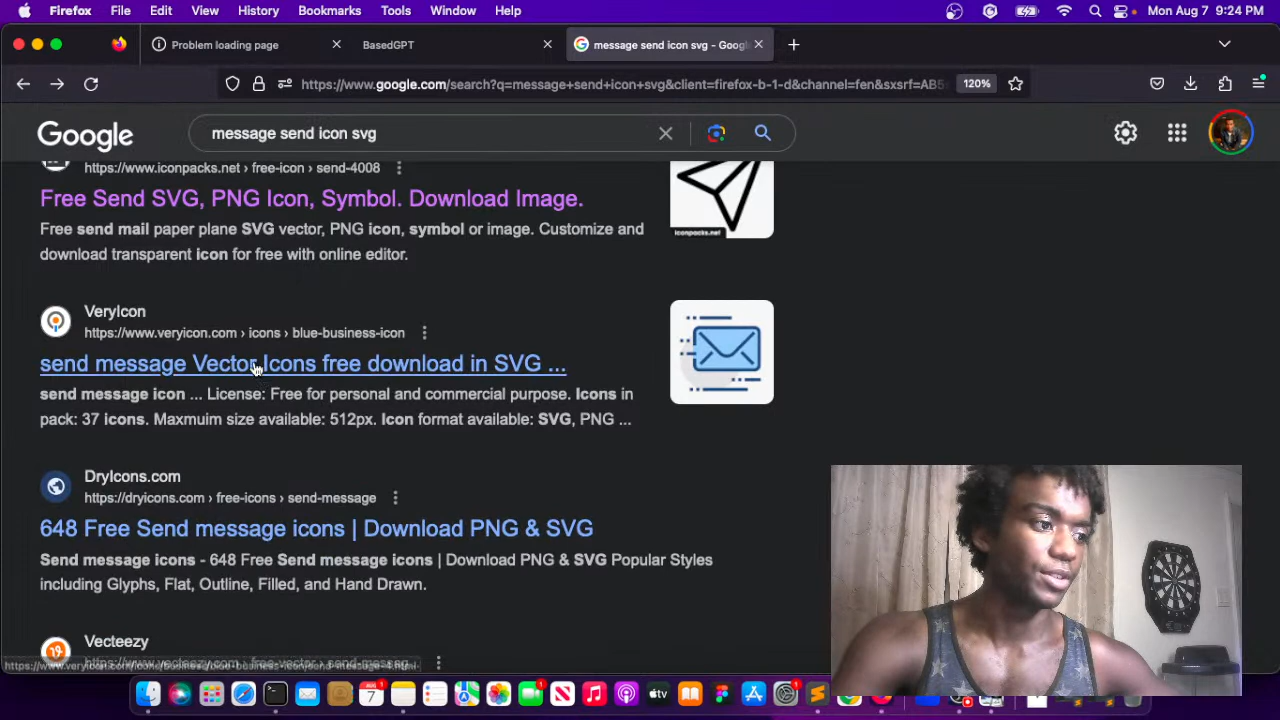 Firefox File Edit View History Bookmarks Tools Window Help Mon Aug 7 9:24 PM
Problem loading page BasedGPT message send icon svg - Goog
https://www.google.com/search?q=message+send+icon+svg&client=firefox-b-1-d&channel=fen&sxsrf=AB5 120%
Google message send icon svg
https://www.iconpacks.net › free-icon › send-4008
Free Send SVG, PNG Icon, Symbol. Download Image.
Free send mail paper plane SVG vector, PNG icon, symbol or image. Customize and
download transparent icon for free with online editor.
iconpacks.net
VeryIcon
https://www.veryicon.com › icons › blue-business-icon
send message Vector Icons free download in SVG ...
send message icon ... License: Free for personal and commercial purpose. Icons in
pack: 37 icons. Maxmuim size available: 512px. Icon format available: SVG, PNG ...
DryIcons.com
https://dryicons.com › free-icons › send-message
648 Free Send message icons | Download PNG & SVG
Send message icons - 648 Free Send message icons | Download PNG & SVG Popular Styles
including Glyphs, Flat, Outline, Filled, and Hand Drawn.
Vecteezy